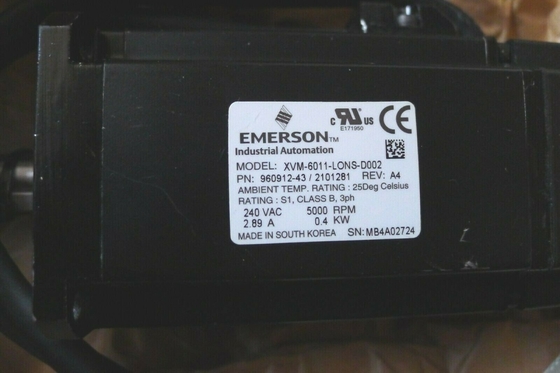 c RU US
E171950
CE
EMERSON™
Industrial Automation
MODEL: XVM-6011-LONS-D002
PN: 960912-43 / 2101281 REV: A4
AMBIENT TEMP. RATING : 25Deg Celsius
RATING : S1, CLASS B, 3ph
240 VAC 5000 RPM
2.89 A 0.4 KW
MADE IN SOUTH KOREA SN: MB4A02724